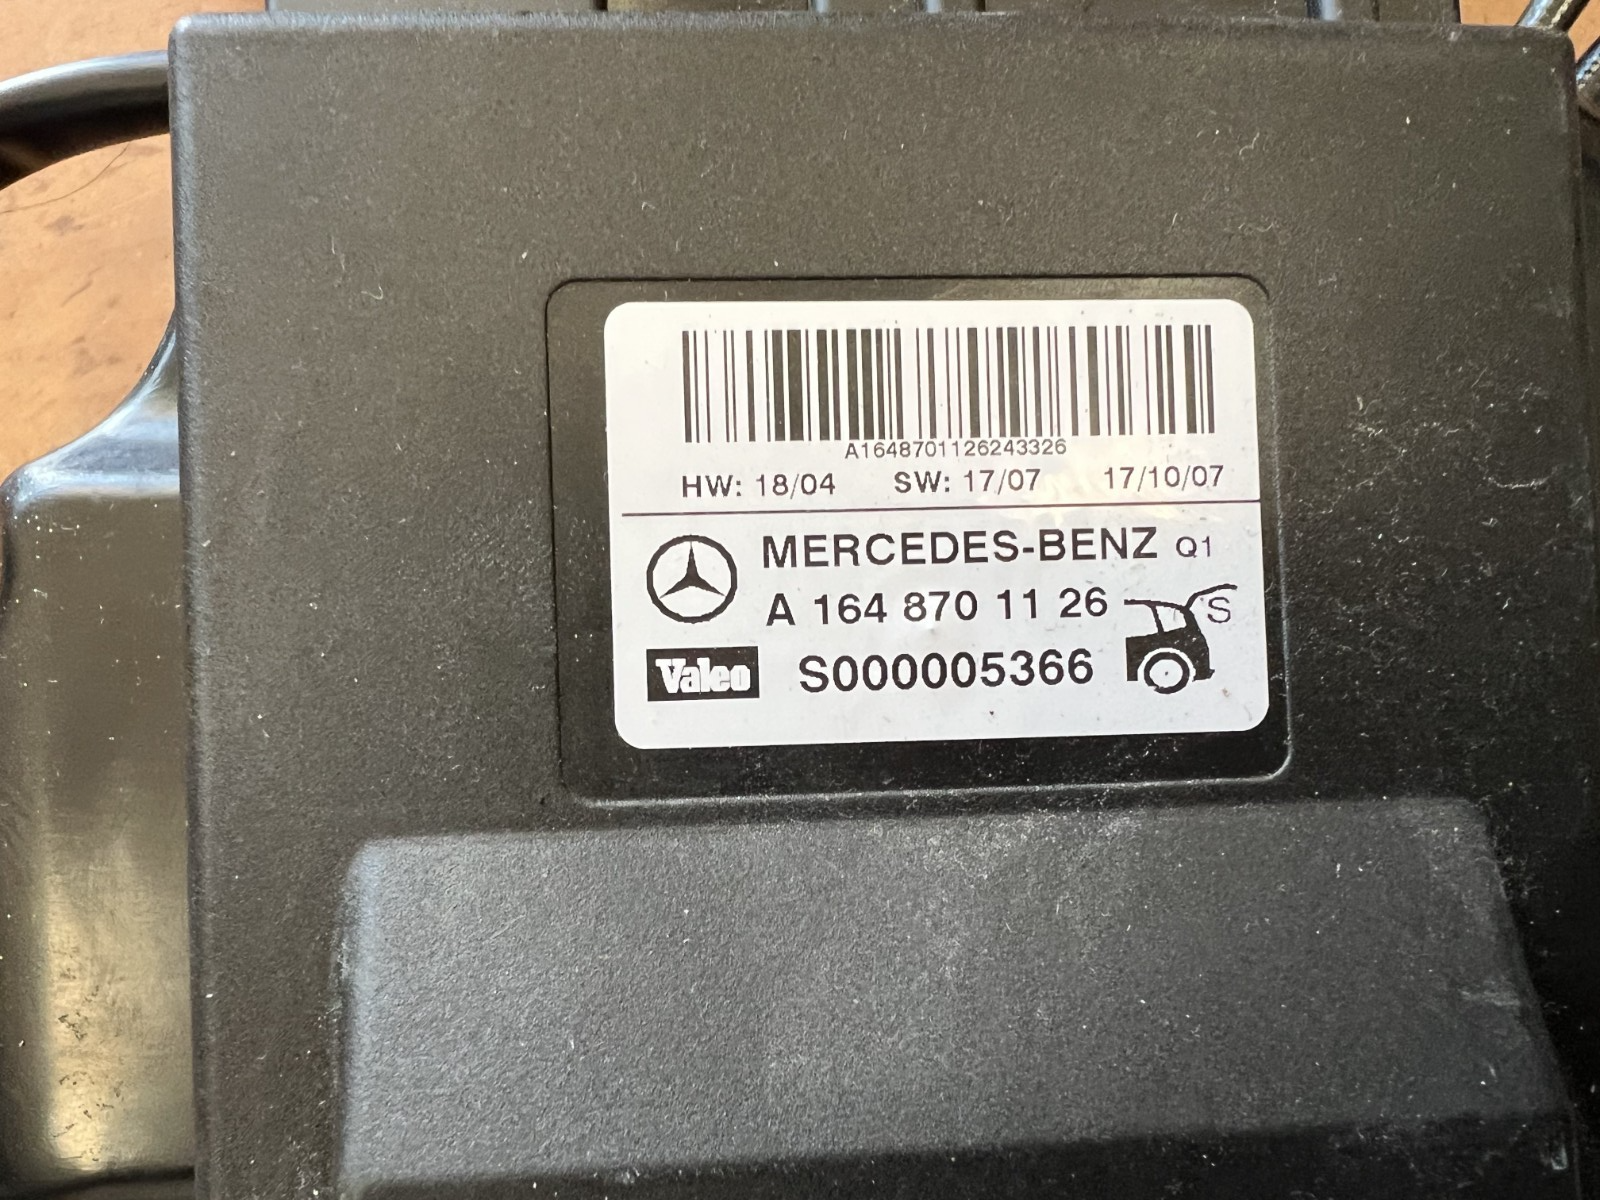 A1648701126243326
HW: 18/04 SW: 17/07 17/10/07
MERCEDES-BENZ Q1
A 164 870 11 26 S
Valeo S000005366